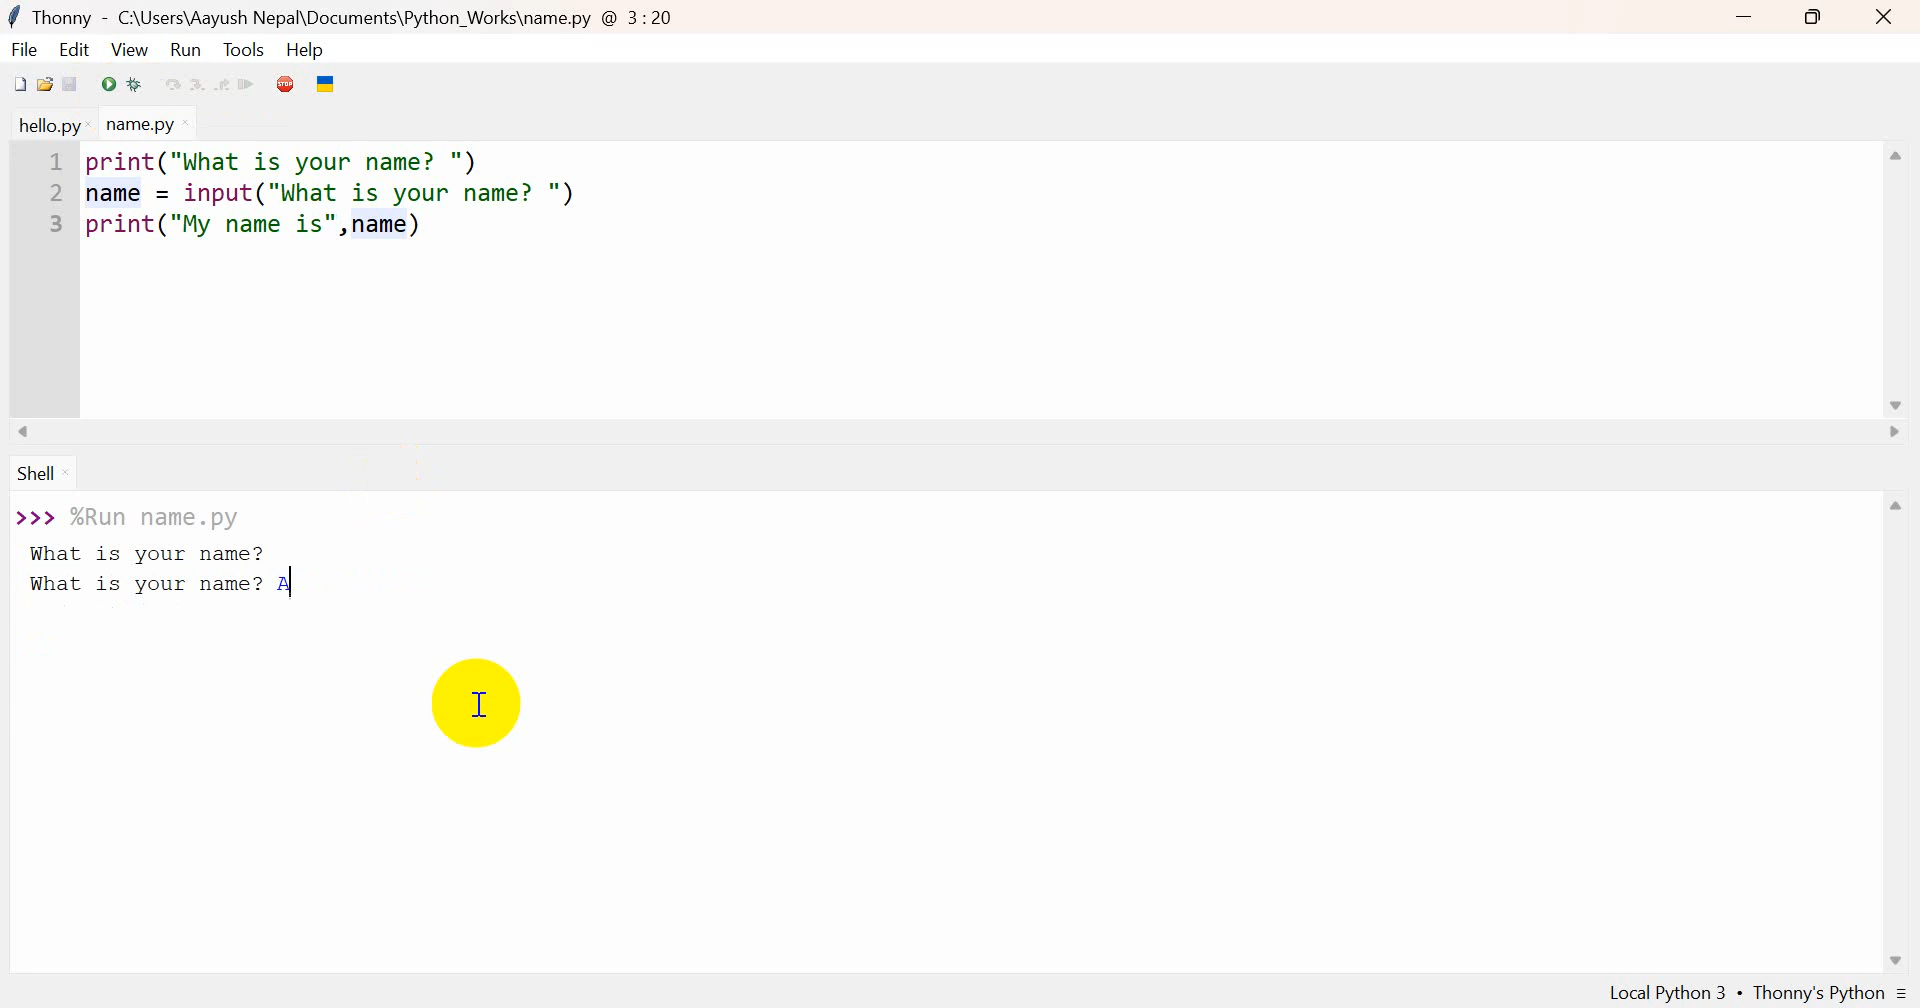 Thonny - C:\Users\Aayush Nepal\Documents\Python_Works\name.py @ 3 : 20
File Edit View Run Tools Help
STOP
hello.py × name.py ×
1 print("What is your name? ")
2 name = input("What is your name? ")
3 print("My name is",name)
Shell ×
>>> %Run name.py
What is your name?
What is your name? A
Local Python 3 • Thonny's Python ≡